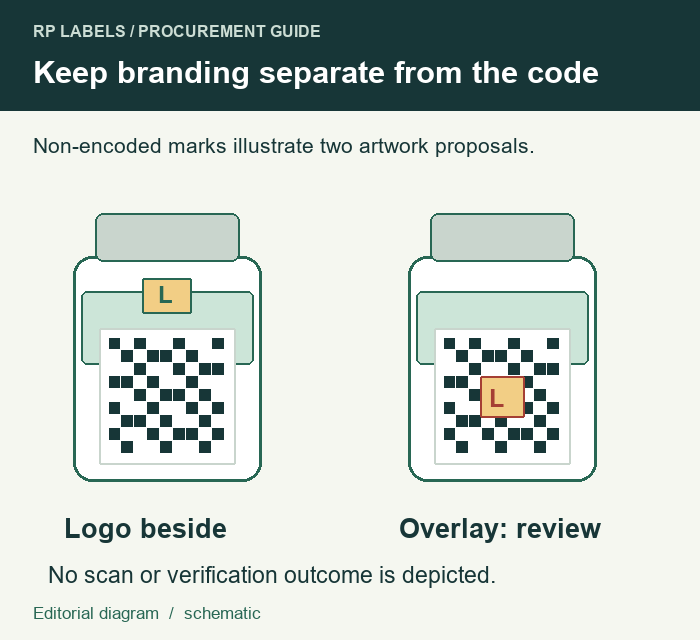 RP LABELS / PROCUREMENT GUIDE
Keep branding separate from the code
Non-encoded marks illustrate two artwork proposals.
L
L
Logo beside
Overlay: review
No scan or verification outcome is depicted.
Editorial diagram / schematic